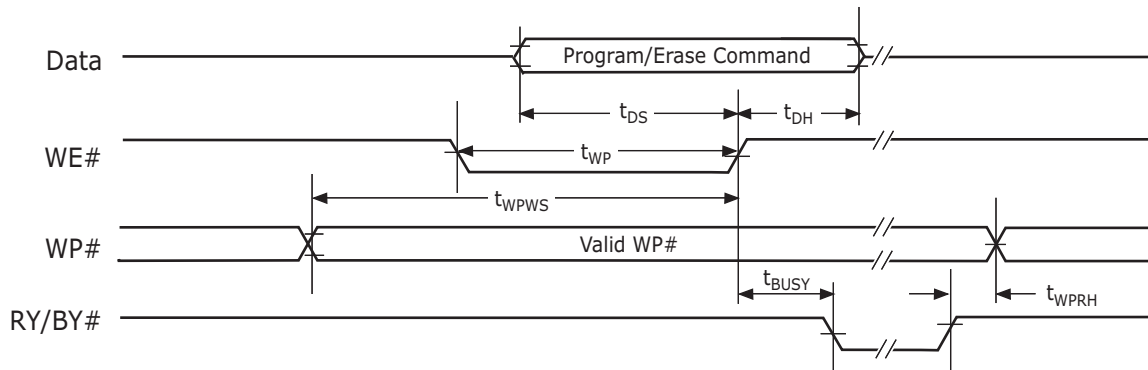 Data
Program/Erase Command
tDS
tDH
WE#
tWP
tWPWS
WP#
Valid WP#
tBUSY
tWPRH
RY/BY#